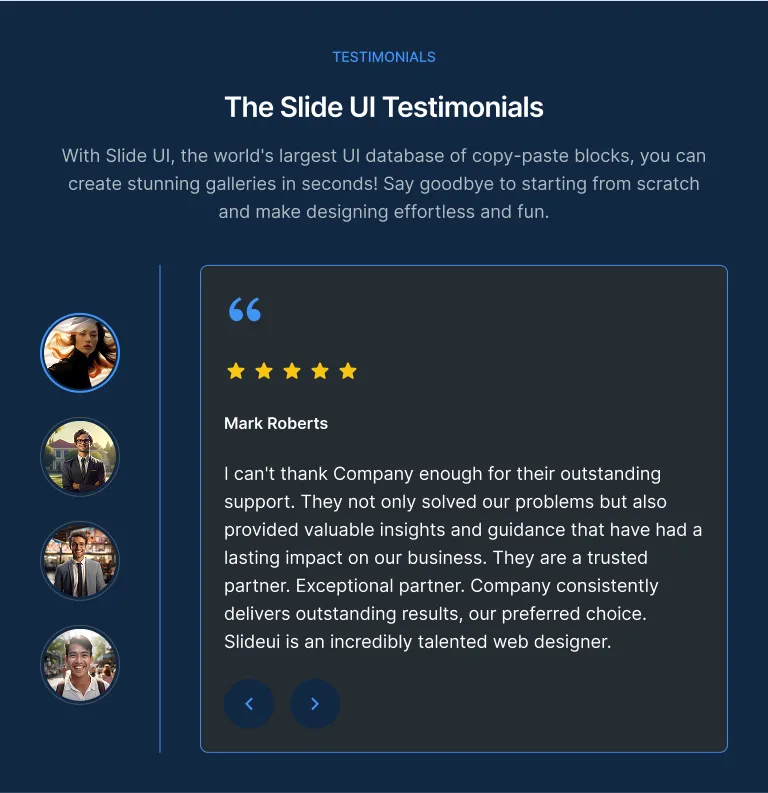 TESTIMONIALS
The Slide UI Testimonials
With Slide UI, the world's largest UI database of copy-paste blocks, you can
create stunning galleries in seconds! Say goodbye to starting from scratch
and make designing effortless and fun.
“
Mark Roberts
I can't thank Company enough for their outstanding
support. They not only solved our problems but also
provided valuable insights and guidance that have had a
lasting impact on our business. They are a trusted
partner. Exceptional partner. Company consistently
delivers outstanding results, our preferred choice.
Slideui is an incredibly talented web designer.